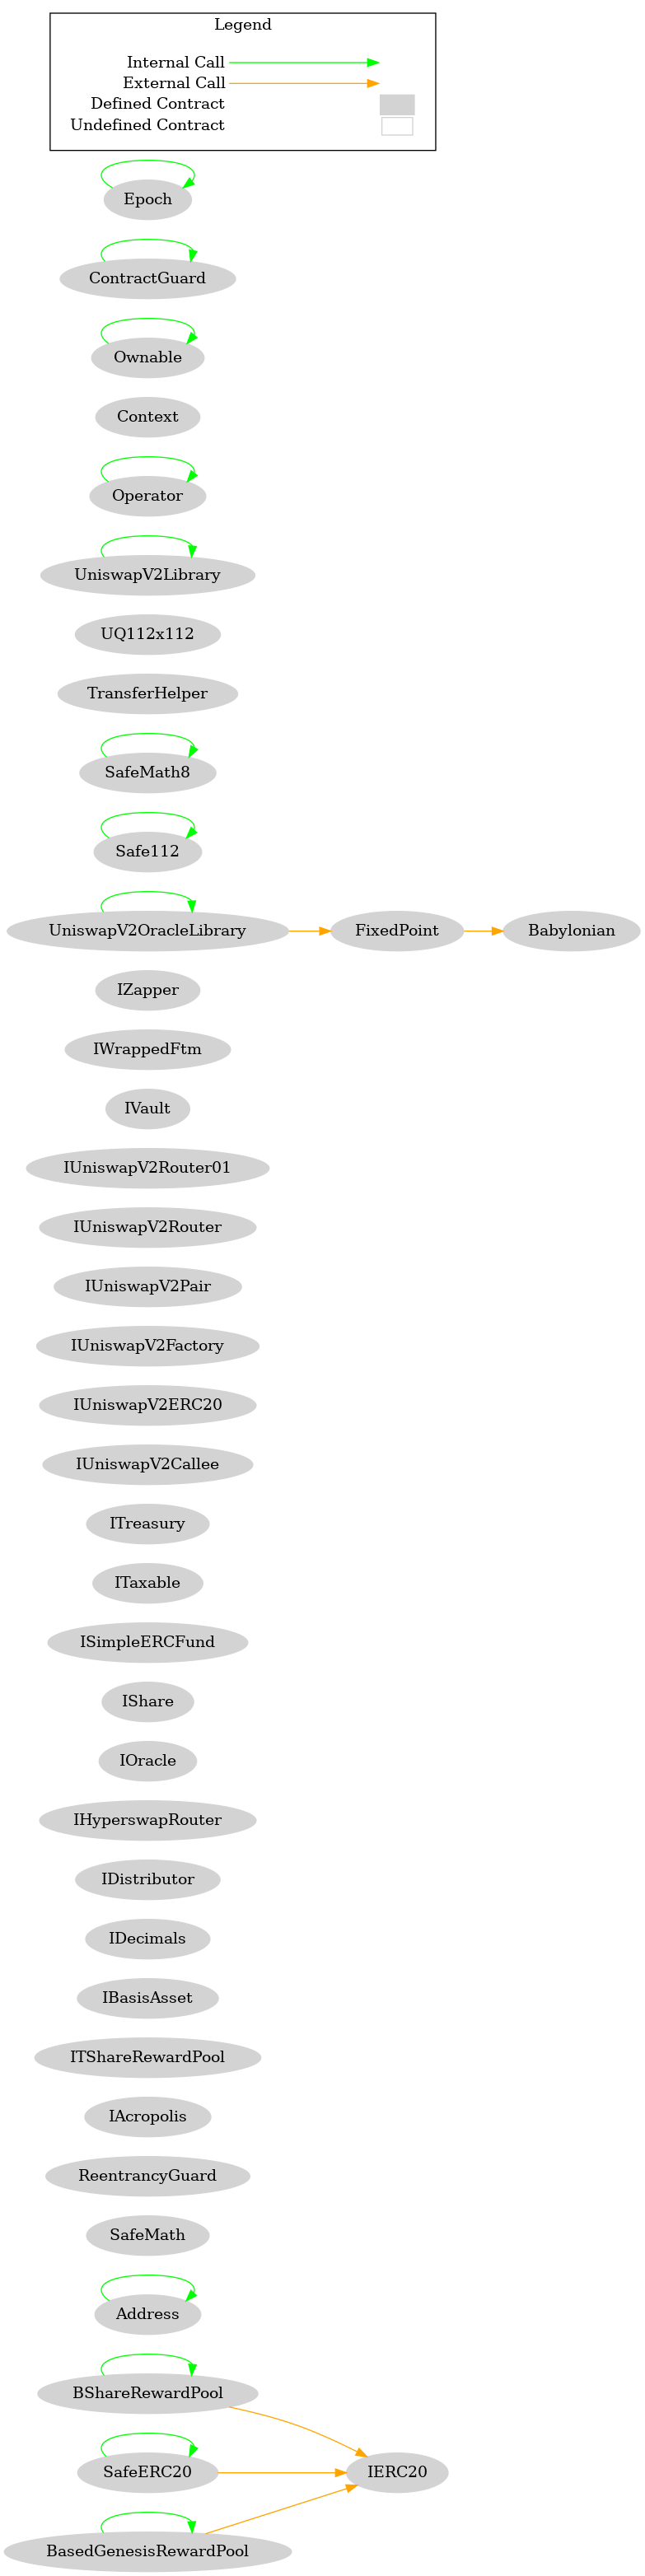 Legend
Internal Call
External Call
Defined Contract
Undefined Contract
Epoch
ContractGuard
Ownable
Context
Operator
UniswapV2Library
UQ112x112
TransferHelper
SafeMath8
Safe112
UniswapV2OracleLibrary FixedPoint Babylonian
IZapper
IWrappedFtm
IVault
IUniswapV2Router01
IUniswapV2Router
IUniswapV2Pair
IUniswapV2Factory
IUniswapV2ERC20
IUniswapV2Callee
ITreasury
ITaxable
ISimpleERCFund
IShare
IOracle
IHyperswapRouter
IDistributor
IDecimals
IBasisAsset
ITShareRewardPool
IAcropolis
ReentrancyGuard
SafeMath
Address
BShareRewardPool
SafeERC20 IERC20
BasedGenesisRewardPool